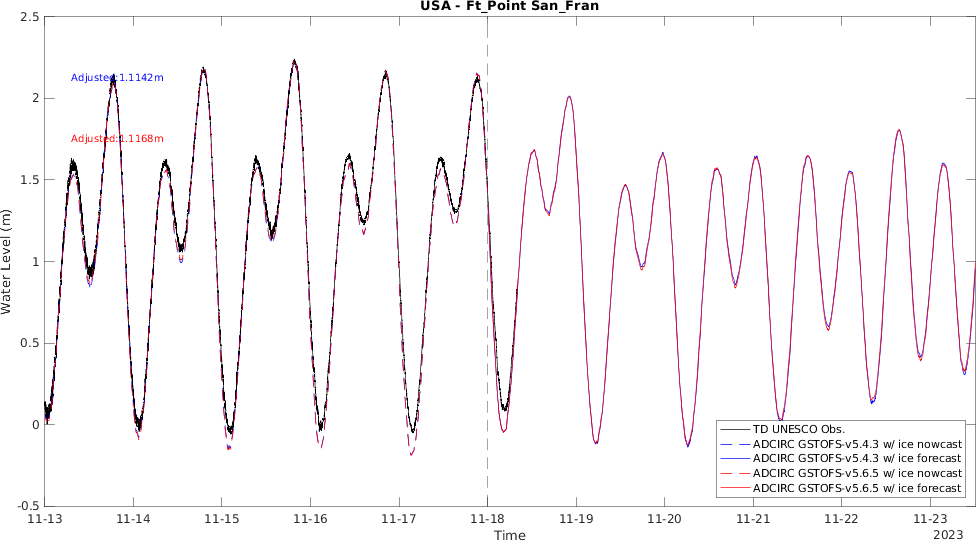 USA - Ft_Point San_Fran
2.5
2
1.5
1
0.5
0
-0.5
Water Level (m)
Adjusted:1.1142m
Adjusted:1.1168m
TD UNESCO Obs.
ADCIRC GSTOFS-v5.4.3 w/ ice nowcast
ADCIRC GSTOFS-v5.4.3 w/ ice forecast
ADCIRC GSTOFS-v5.6.5 w/ ice nowcast
ADCIRC GSTOFS-v5.6.5 w/ ice forecast
11-13 11-14 11-15 11-16 11-17 11-18 11-19 11-20 11-21 11-22 11-23
Time
2023